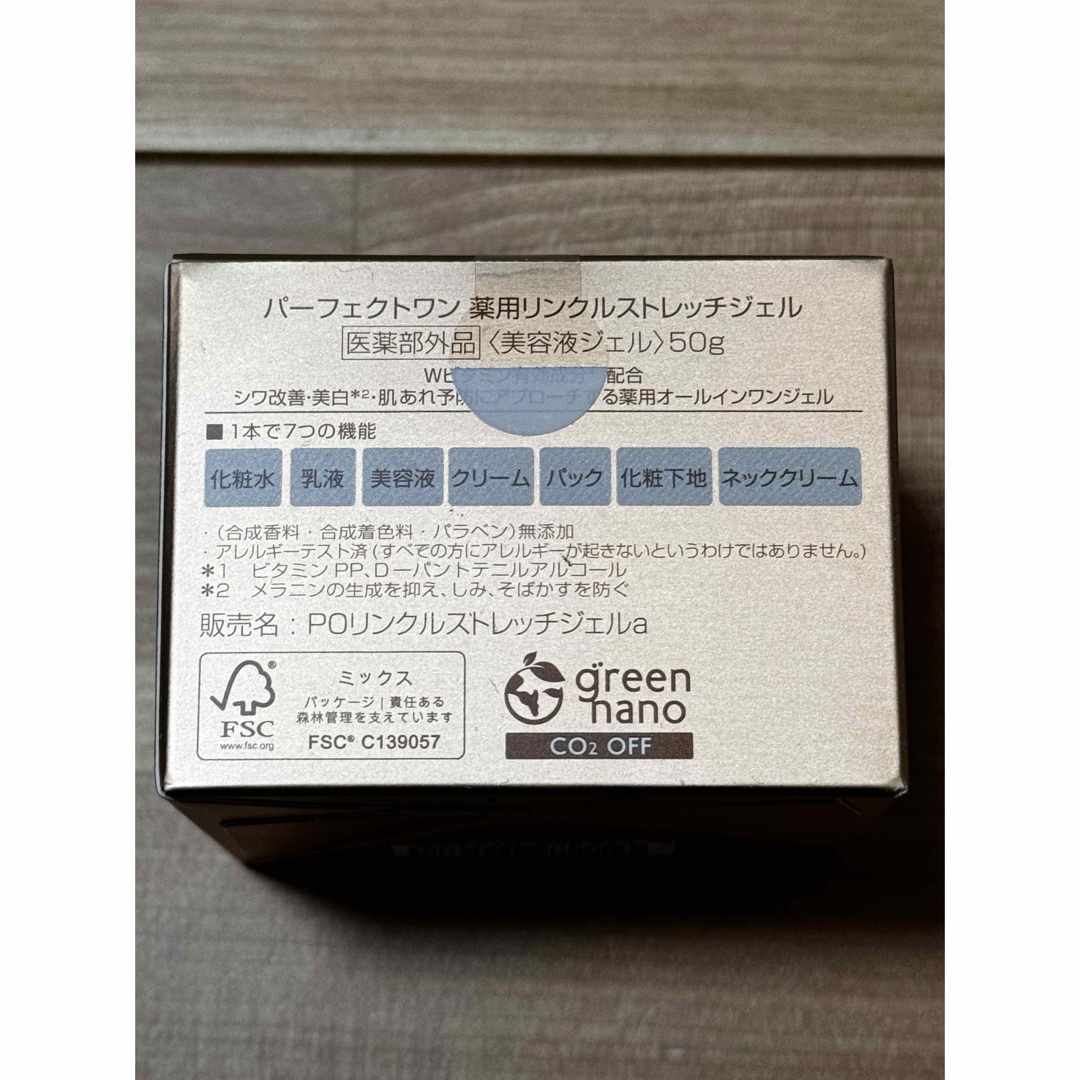 パーフェクトワン 薬用リンクルストレッチジェル
医薬部外品〈美容液ジェル〉50g
Wビタミン有効成分 配合
シワ改善・美白*2・肌あれ予防にアプローチする薬用オールインワンジェル
■ 1本で7つの機能
化粧水 乳液 美容液 クリーム パック 化粧下地 ネッククリーム
・(合成香料・合成着色料・パラベン)無添加
・アレルギーテスト済(すべての方にアレルギーが起きないというわけではありません。)
*1 ビタミンPP、D－パントテニルアルコール
*2 メラニンの生成を抑え、しみ、そばかすを防ぐ
販売名:POリンクルストレッチジェルa
FSC®
www.fsc.org
ミックス
パッケージ|責任ある
森林管理を支えています
FSC® C139057
green
nano
CO2 OFF